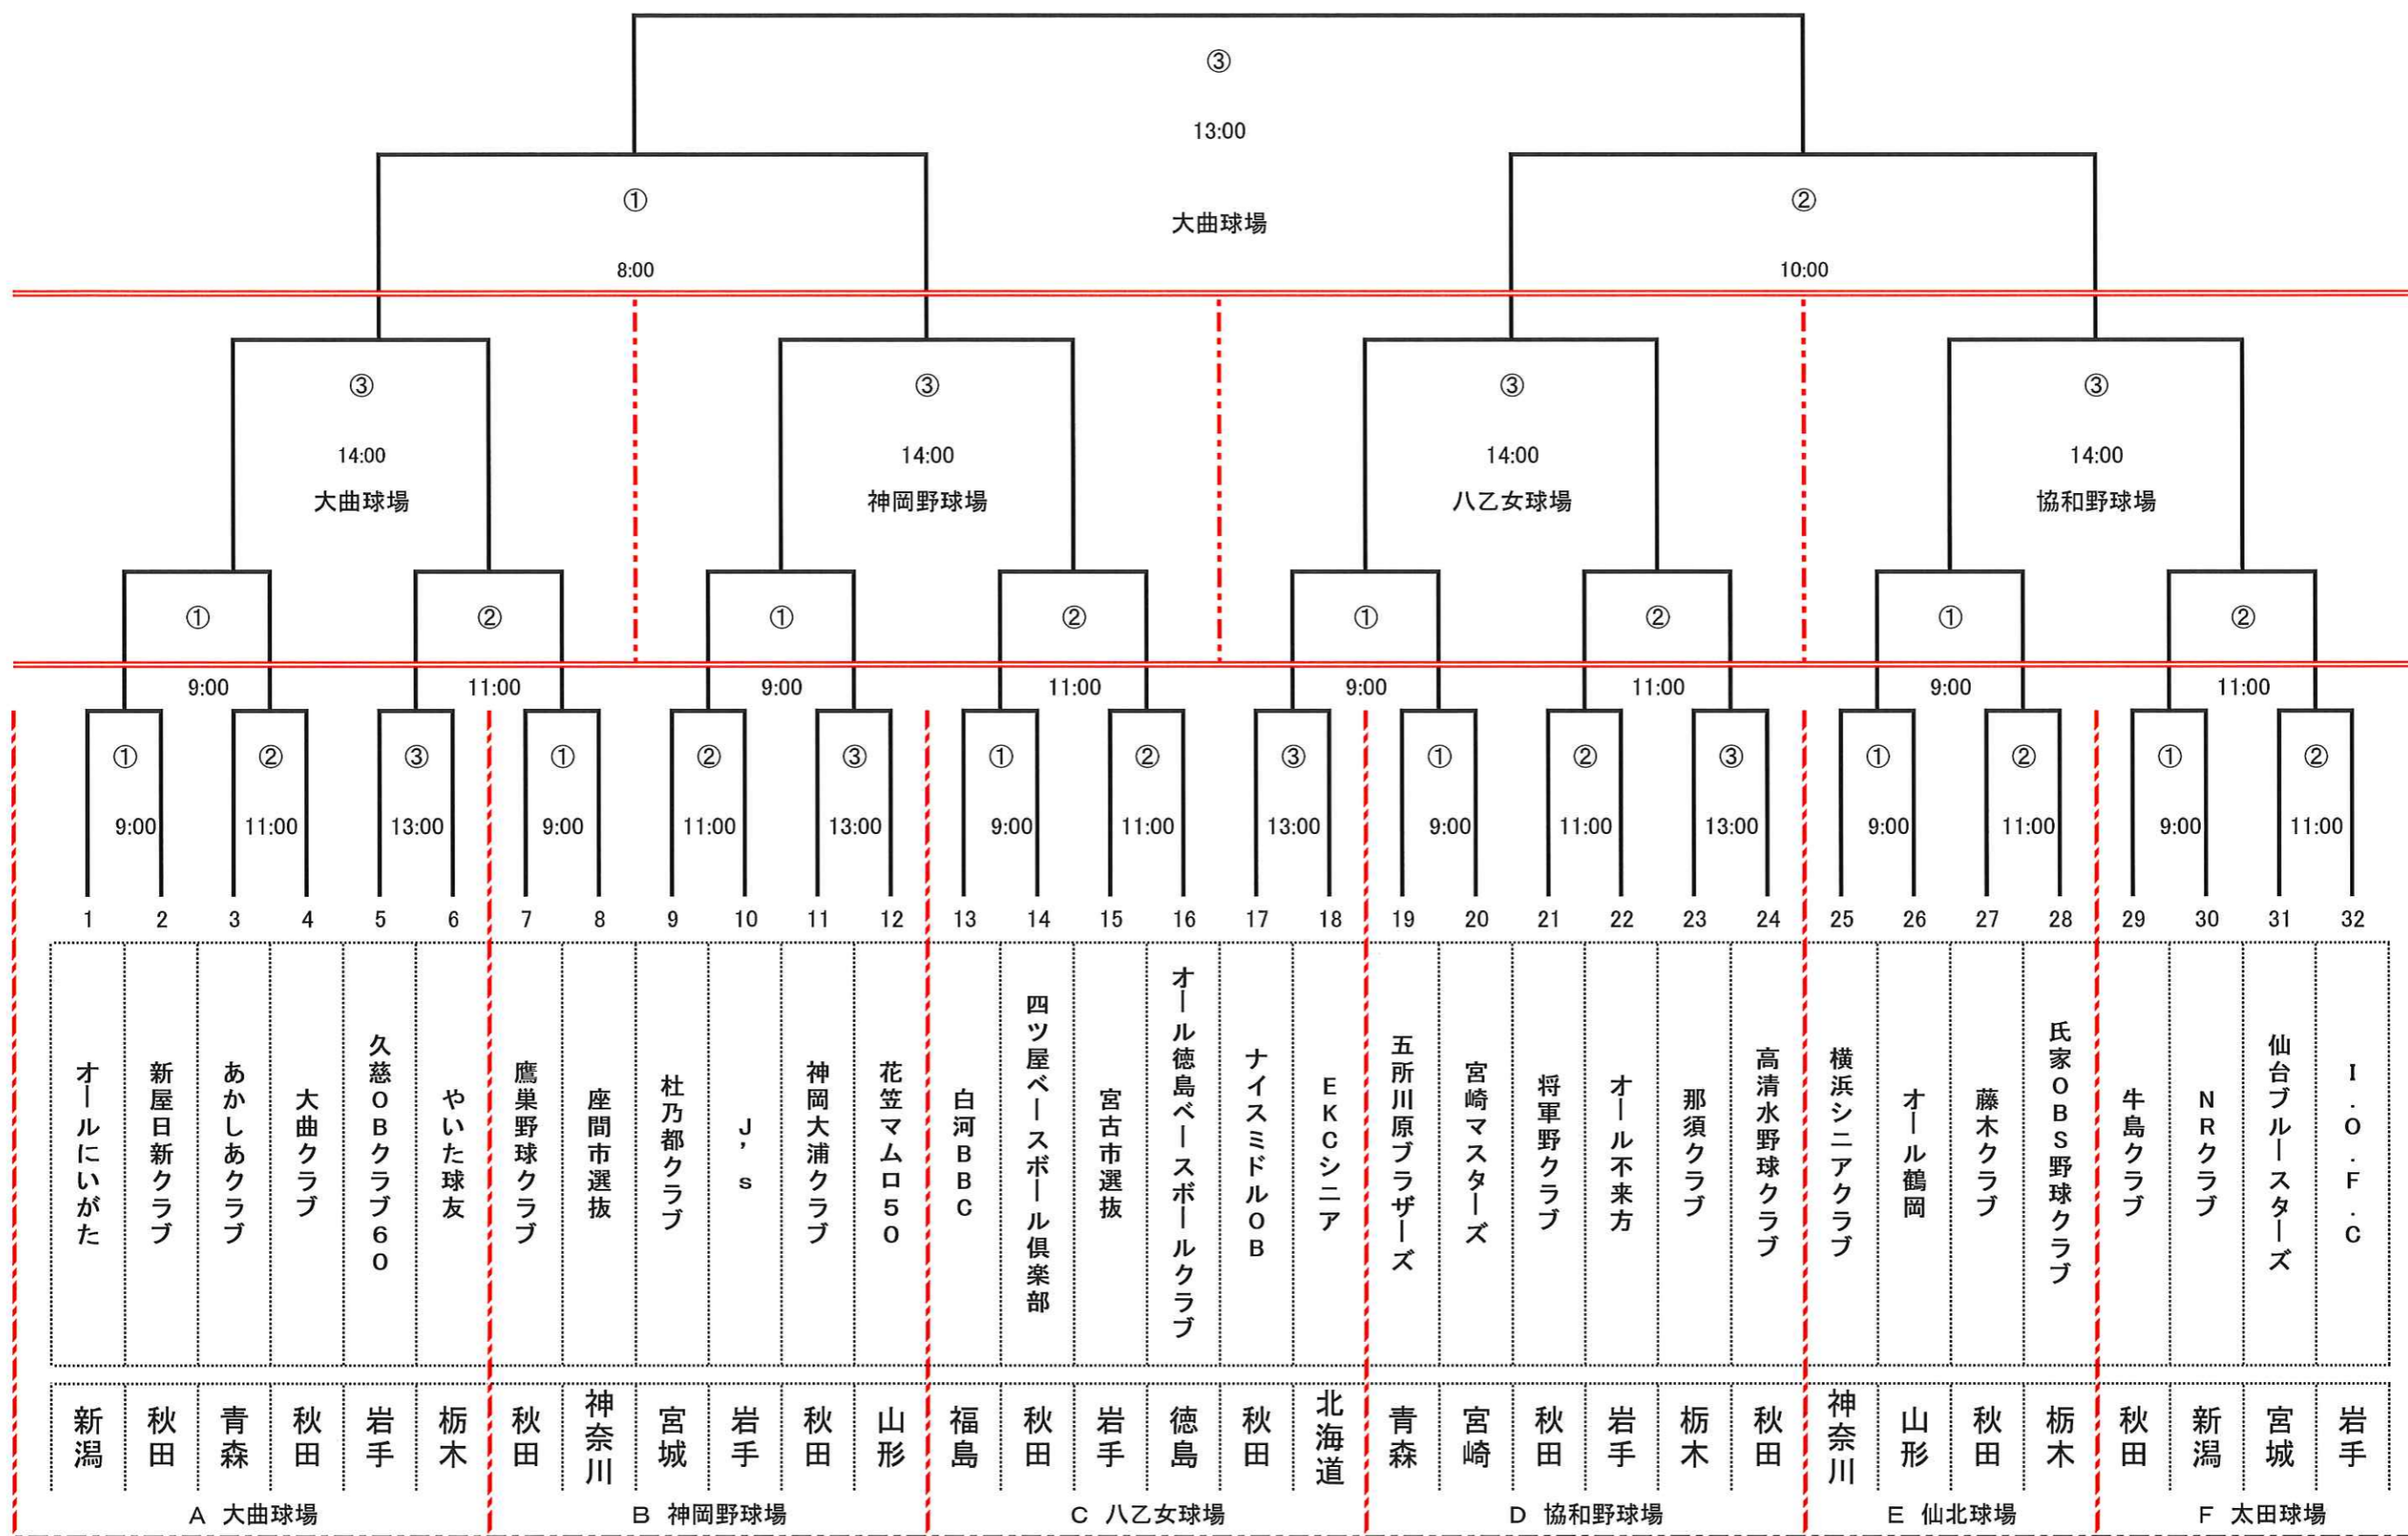 ③
13:00
① ②
大曲球場
8:00 10:00
③ ③ ③ ③
14:00 14:00 14:00 14:00
大曲球場 神岡野球場 八乙女球場 協和野球場
① ② ① ② ① ② ① ②
9:00 11:00 9:00 11:00 9:00 11:00 9:00 11:00
① ② ③ ① ② ③ ① ② ③ ① ② ③ ① ② ① ②
9:00 11:00 13:00 9:00 11:00 13:00 9:00 11:00 13:00 9:00 11:00 13:00 9:00 11:00 9:00 11:00
1 2 3 4 5 6 7 8 9 10 11 12 13 14 15 16 17 18 19 20 21 22 23 24 25 26 27 28 29 30 31 32
オールにいがた
新屋日新クラブ
あかしあクラブ
大曲クラブ
久慈OBクラブ60
やいた球友
鷹巣野球クラブ
座間市選抜
杜乃都クラブ
J's
神岡大浦クラブ
花笠マムロ50
白河BBC
四ツ屋ベースボール倶楽部
宮古市選抜
オール徳島ベースボールクラブ
ナイスミドルOB
EKCシニア
五所川原ブラザーズ
宮崎マスターズ
将軍野クラブ
オール不来方
那須クラブ
高清水野球クラブ
横浜シニアクラブ
オール鶴岡
藤木クラブ
氏家OBS野球クラブ
牛島クラブ
NRクラブ
仙台ブルースターズ
I.O.F.C
新潟 秋田 青森 秋田 岩手 栃木 秋田 神奈川 宮城 岩手 秋田 山形 福島 秋田 岩手 徳島 秋田 北海道 青森 宮崎 秋田 岩手 栃木 秋田 神奈川 山形 秋田 栃木 秋田 新潟 宮城 岩手
A 大曲球場 B 神岡野球場 C 八乙女球場 D 協和野球場 E 仙北球場 F 太田球場